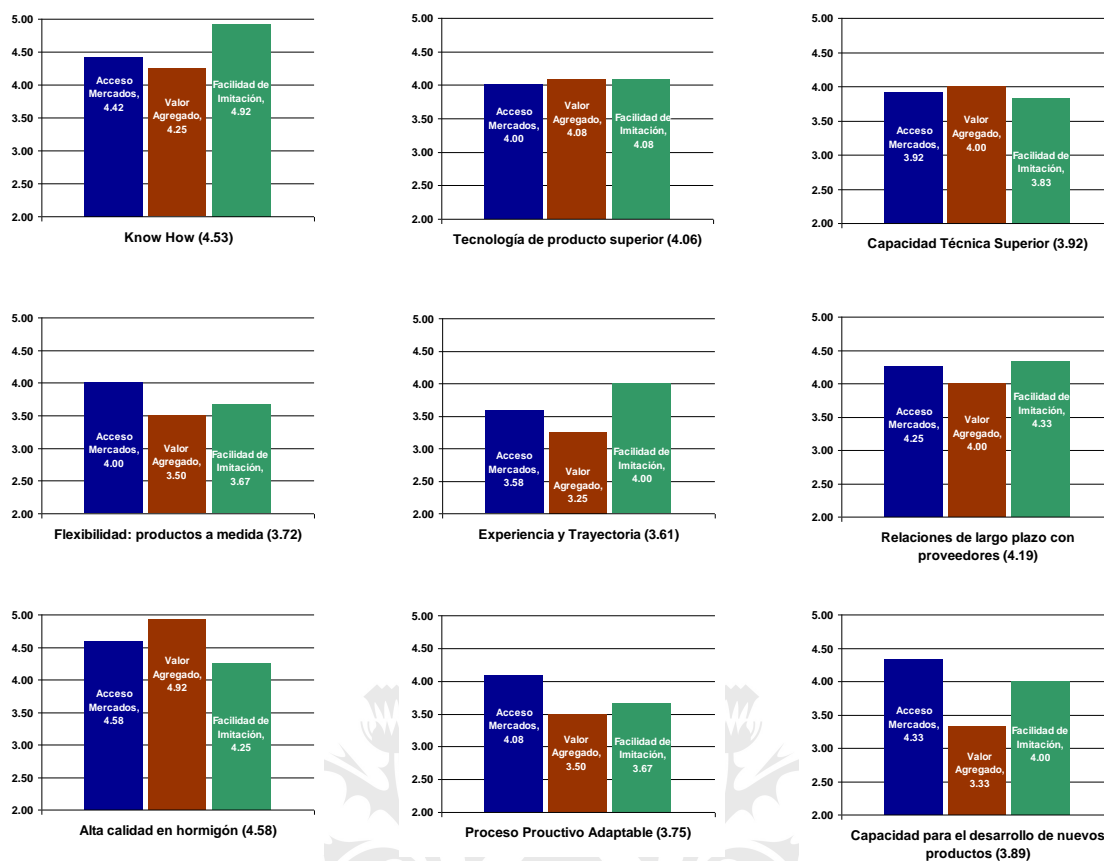 5.00
4.50
4.00
3.50
3.00
2.50
2.00
Acceso
Mercados,
4.42
Valor
Agregado,
4.25
Facilidad de
Imitación,
4.92
Know How (4.53)
5.00
4.50
4.00
3.50
3.00
2.50
2.00
Acceso
Mercados,
4.00
Valor
Agregado,
4.08
Facilidad de
Imitación,
4.08
Tecnología de producto superior (4.06)
5.00
4.50
4.00
3.50
3.00
2.50
2.00
Acceso
Mercados,
3.92
Valor
Agregado,
4.00
Facilidad de
Imitación,
3.83
Capacidad Técnica Superior (3.92)
5.00
4.50
4.00
3.50
3.00
2.50
2.00
Acceso
Mercados,
4.00
Valor
Agregado,
3.50
Facilidad de
Imitación,
3.67
Flexibilidad: productos a medida (3.72)
5.00
4.50
4.00
3.50
3.00
2.50
2.00
Acceso
Mercados,
3.58
Valor
Agregado,
3.25
Facilidad de
Imitación,
4.00
Experiencia y Trayectoria (3.61)
5.00
4.50
4.00
3.50
3.00
2.50
2.00
Acceso
Mercados,
4.25
Valor
Agregado,
4.00
Facilidad de
Imitación,
4.33
Relaciones de largo plazo con
proveedores (4.19)
5.00
4.50
4.00
3.50
3.00
2.50
2.00
Acceso
Mercados,
4.58
Valor
Agregado,
4.92
Facilidad de
Imitación,
4.25
Alta calidad en hormigón (4.58)
5.00
4.50
4.00
3.50
3.00
2.50
2.00
Acceso
Mercados,
4.08
Valor
Agregado,
3.50
Facilidad de
Imitación,
3.67
Proceso Prouctivo Adaptable (3.75)
5.00
4.50
4.00
3.50
3.00
2.50
2.00
Acceso
Mercados,
4.33
Valor
Agregado,
3.33
Facilidad de
Imitación,
4.00
Capacidad para el desarrollo de nuevos
productos (3.89)